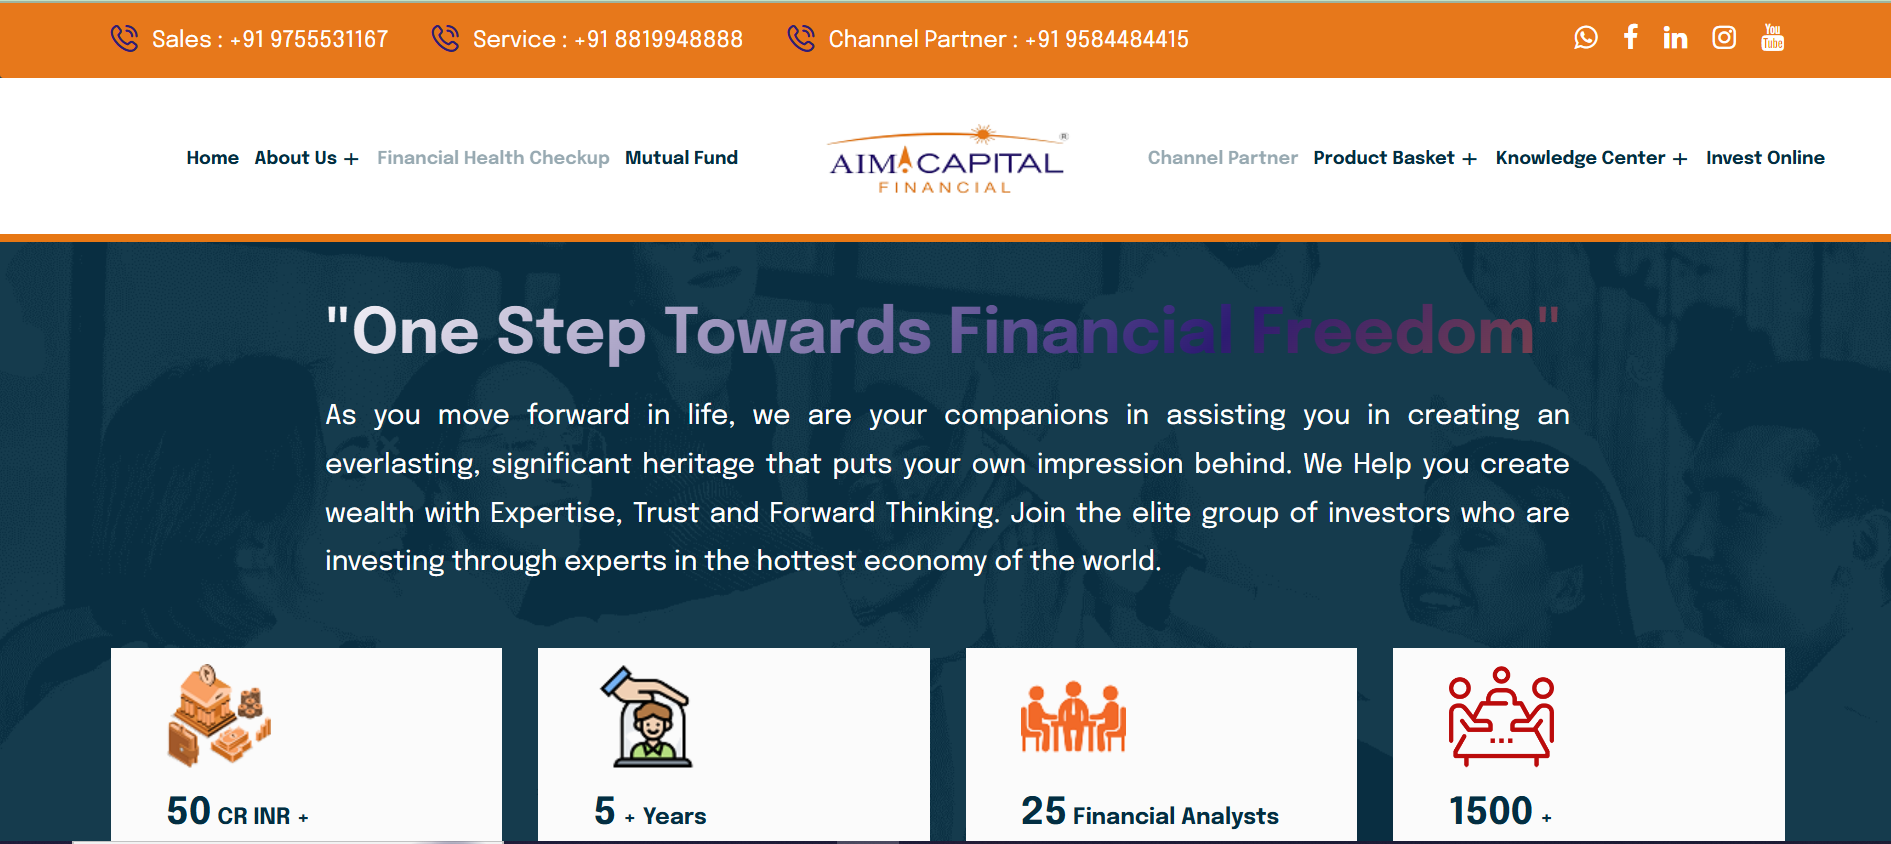 Sales : +91 9755531167 Service : +91 8819948888 Channel Partner : +91 9584484415
You
Tube
Home About Us + Financial Health Checkup Mutual Fund
AIM CAPITAL ®
FINANCIAL
Channel Partner Product Basket + Knowledge Center + Invest Online
"One Step Towards Financial Freedom"
As you move forward in life, we are your companions in assisting you in creating an
everlasting, significant heritage that puts your own impression behind. We Help you create
wealth with Expertise, Trust and Forward Thinking. Join the elite group of investors who are
investing through experts in the hottest economy of the world.
50 CR INR +
5 + Years
25 Financial Analysts
1500 +